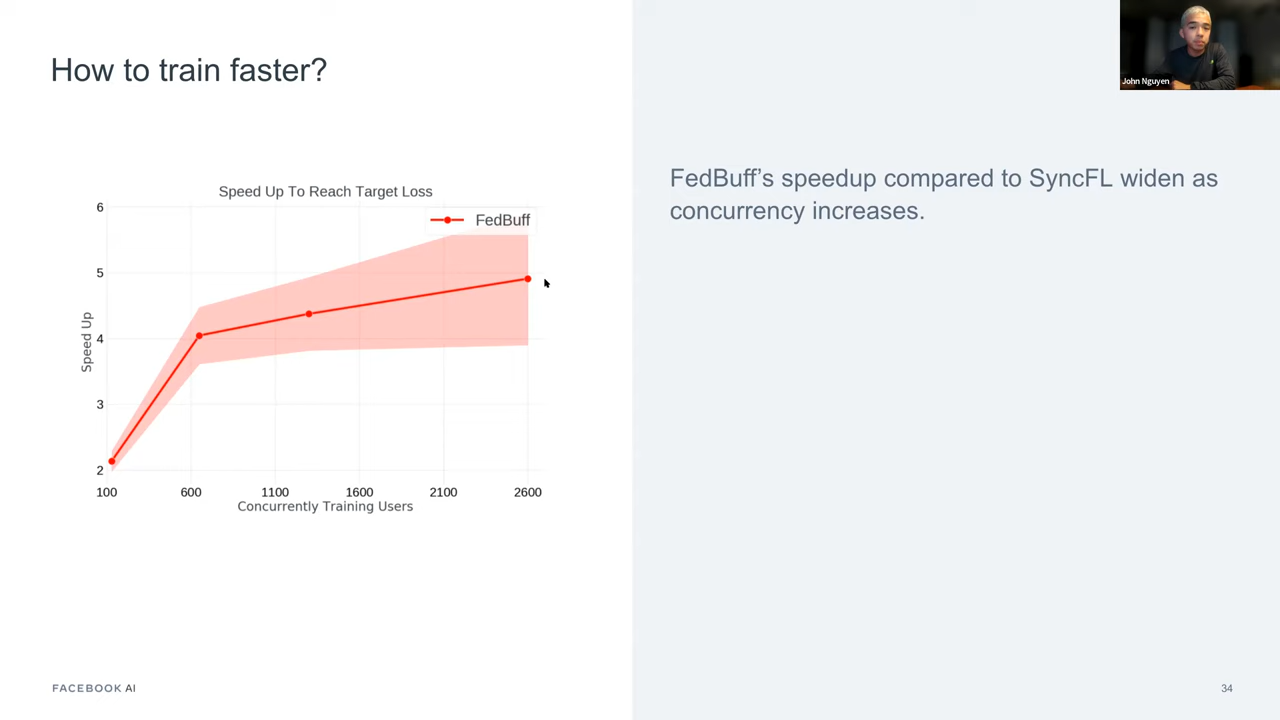 How to train faster?
John Nguyen
FedBuff’s speedup compared to SyncFL widen as
concurrency increases.
Speed Up To Reach Target Loss
FedBuff
Speed Up
6
5
4
3
2
100 600 1100 1600 2100 2600
Concurrently Training Users
FACEBOOK AI
34